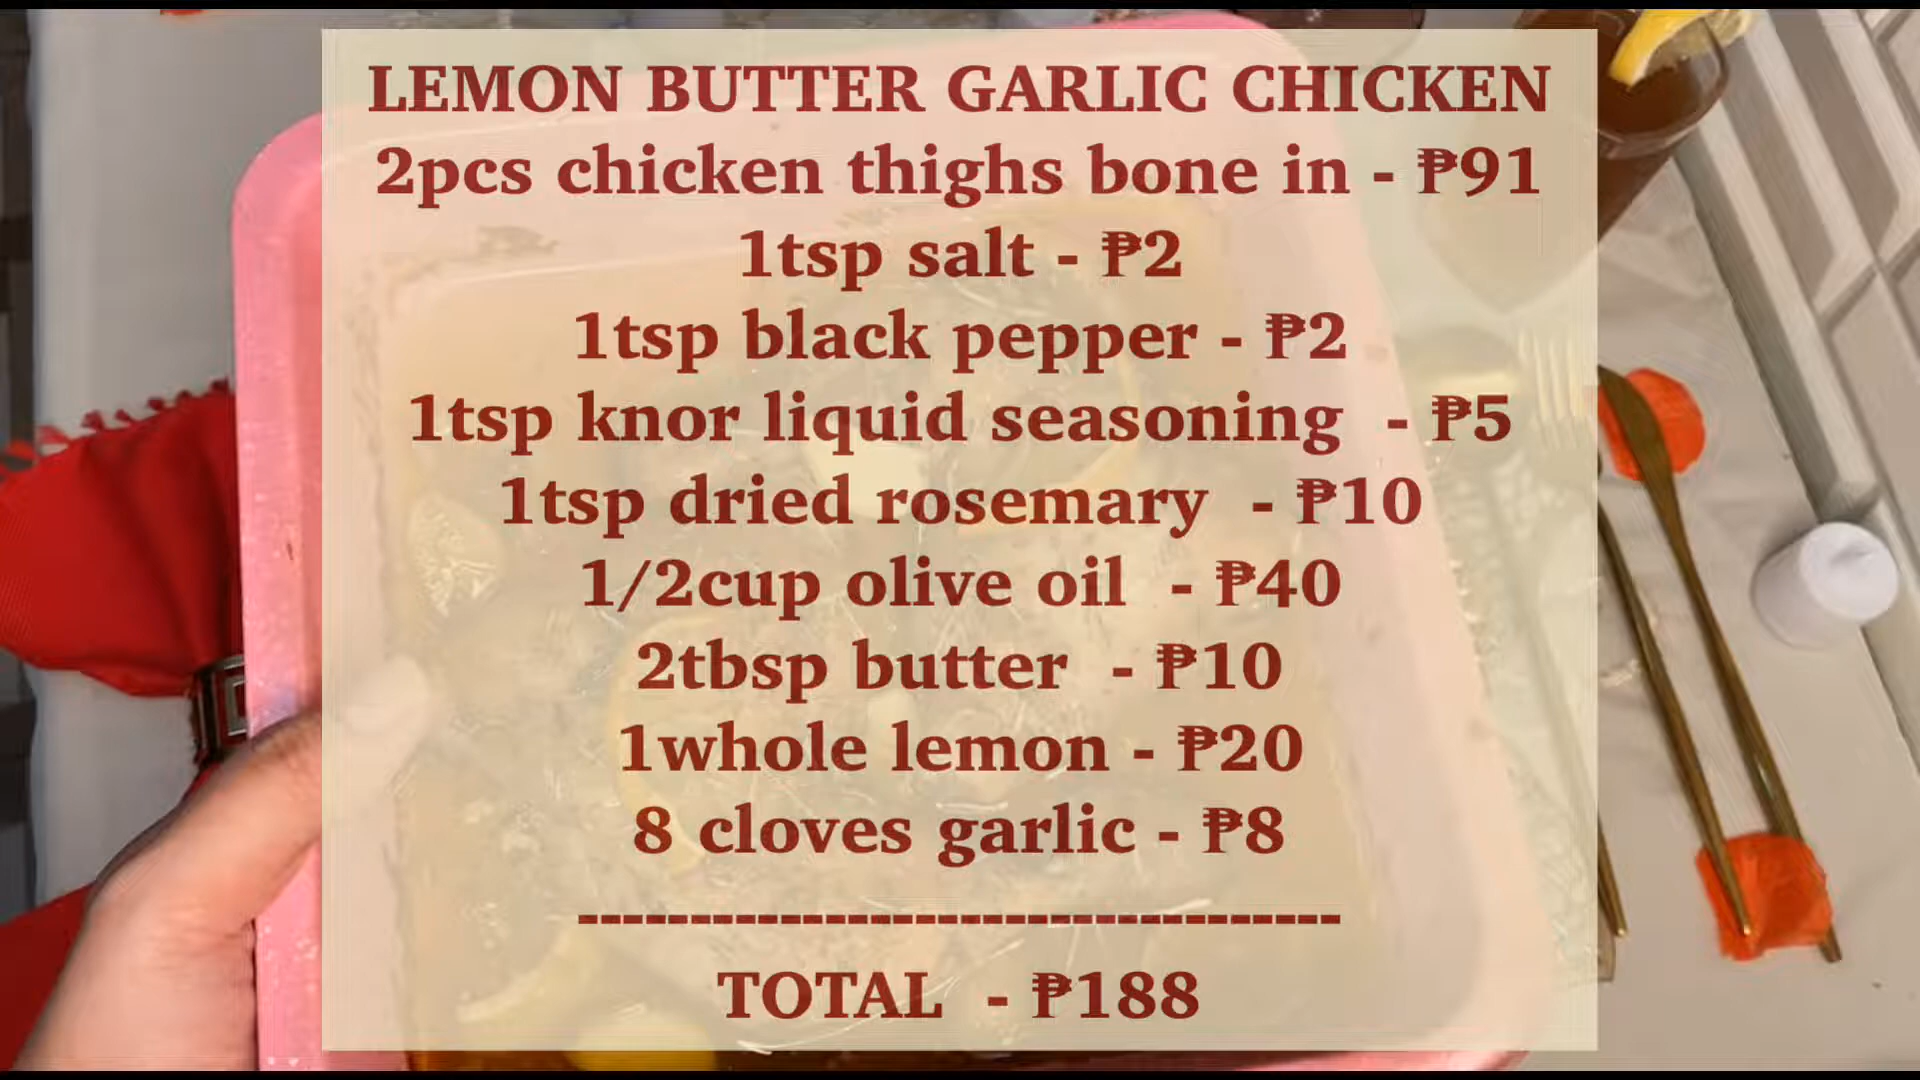 LEMON BUTTER GARLIC CHICKEN
2pcs chicken thighs bone in - ₱91
1tsp salt - ₱2
1tsp black pepper - ₱2
1tsp knor liquid seasoning - ₱5
1tsp dried rosemary - ₱10
1/2cup olive oil - ₱40
2tbsp butter - ₱10
1whole lemon - ₱20
8 cloves garlic - ₱8
----------------------------------
TOTAL - ₱188